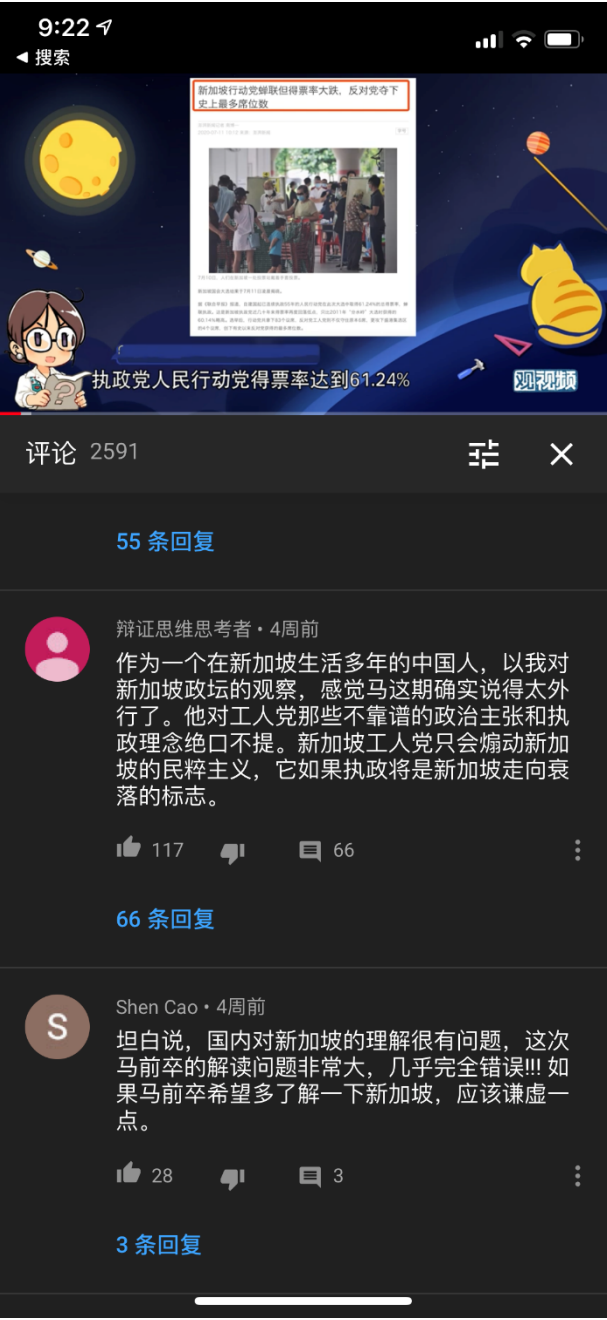 9:22
搜索
新加坡行动党蝉联但得票率大跌，反对党夺下
史上最多席位数
执政党人民行动党得票率达到61.24%
观视频
评论 2591
55 条回复
辩证思维思考者 • 4周前
作为一个在新加坡生活多年的中国人，以我对
新加坡政坛的观察，感觉马这期确实说得太外
行了。他对工人党那些不靠谱的政治主张和执
政理念绝口不提。新加坡工人党只会煽动新加
坡的民粹主义，它如果执政将是新加坡走向衰
落的标志。
117 66
66 条回复
S
Shen Cao • 4周前
坦白说，国内对新加坡的理解很有问题，这次
马前卒的解读问题非常大，几乎完全错误!!! 如
果马前卒希望多了解一下新加坡，应该谦虚一
点。
28 3
3 条回复